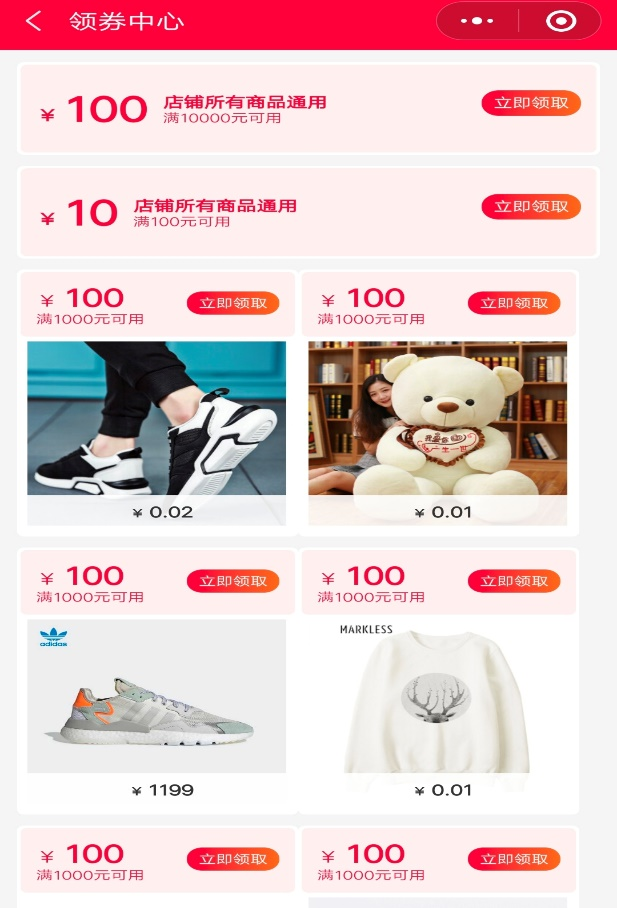 领券中心
¥ 100 店铺所有商品通用 立即领取
满10000元可用
¥ 10 店铺所有商品通用 立即领取
满100元可用
¥ 100 立即领取
满1000元可用
¥ 0.02
¥ 100 立即领取
满1000元可用
¥ 0.01
¥ 100 立即领取
满1000元可用
adidas
¥ 1199
¥ 100 立即领取
满1000元可用
MARKLESS
¥ 0.01
¥ 100 立即领取
满1000元可用
¥ 100 立即领取
满1000元可用